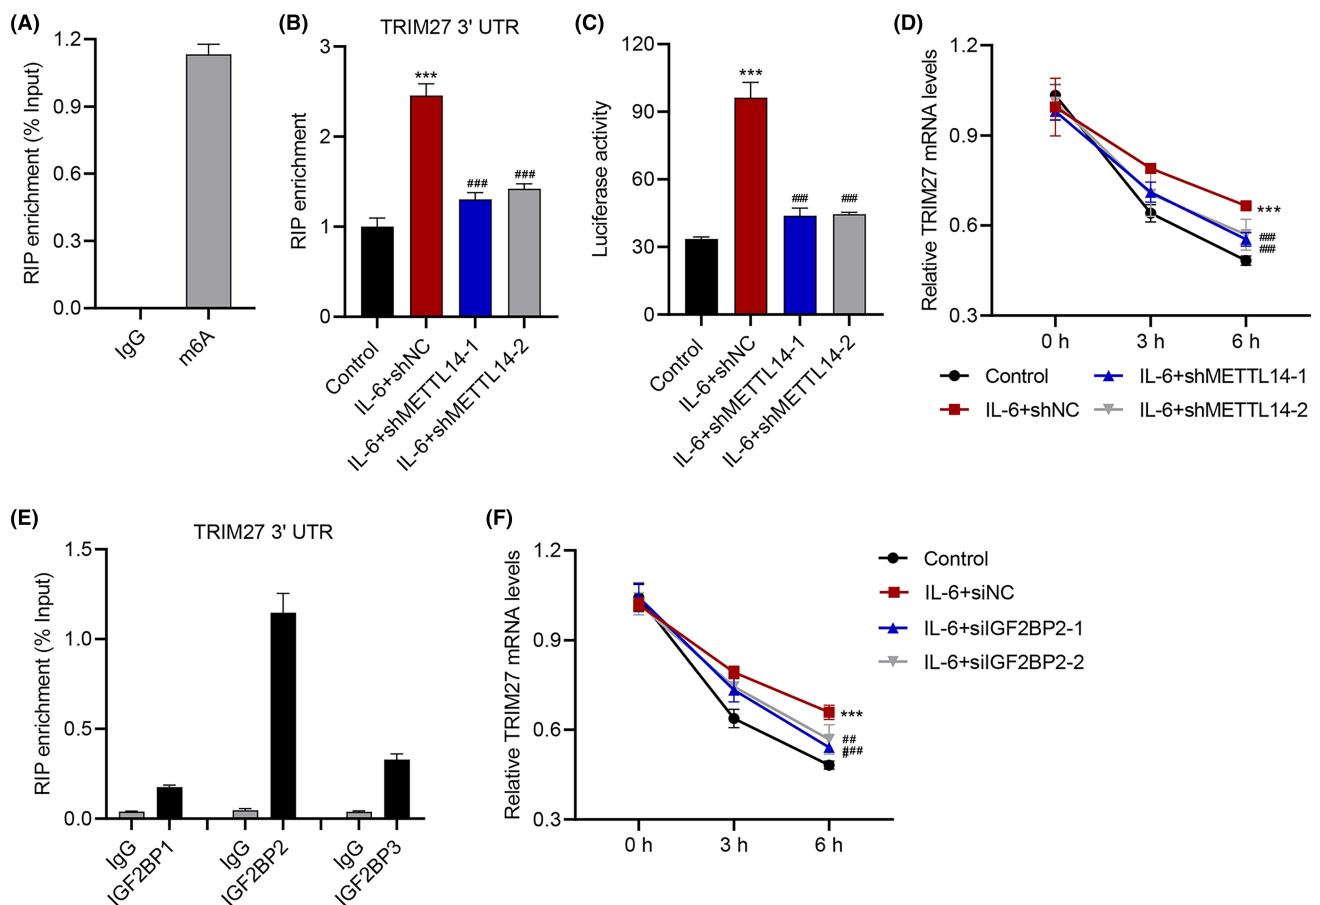 (A)
RIP enrichment (% Input)
1.2
0.9
0.6
0.3
0.0
IgG
m6A
(B)
TRIM27 3' UTR
RIP enrichment
3
2
1
0
***
###
###
Control
IL-6+shNC
IL-6+shMETTL14-1
IL-6+shMETTL14-2
(C)
Luciferase activity
120
90
60
30
0
***
###
###
Control
IL-6+shNC
IL-6+shMETTL14-1
IL-6+shMETTL14-2
(D)
Relative TRIM27 mRNA levels
1.2
0.9
0.6
0.3
***
###
###
0 h
3 h
6 h
Control
IL-6+shNC
IL-6+shMETTL14-1
IL-6+shMETTL14-2
(E)
TRIM27 3' UTR
RIP enrichment (% Input)
1.5
1.0
0.5
0.0
IgG
IGF2BP1
IgG
IGF2BP2
IgG
IGF2BP3
(F)
Relative TRIM27 mRNA levels
1.2
0.9
0.6
0.3
***
##
####
0 h
3 h
6 h
Control
IL-6+siNC
IL-6+siIGF2BP2-1
IL-6+siIGF2BP2-2